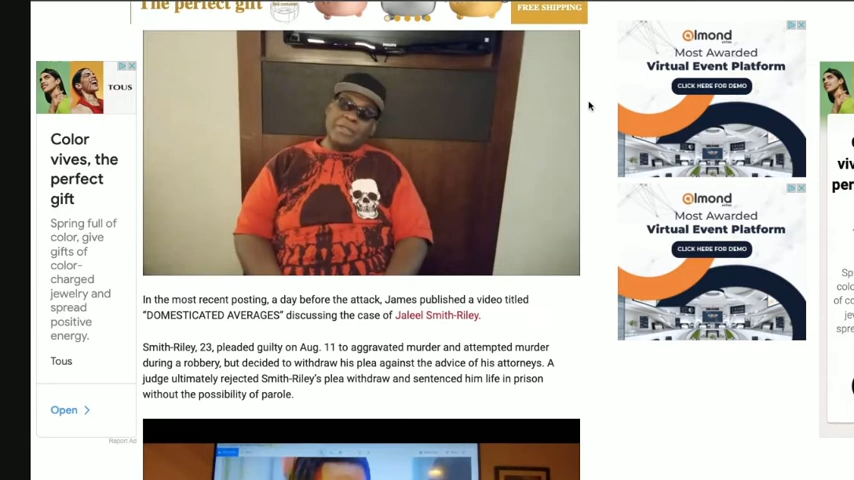 The perfect gift
FREE SHIPPING
TOUS
Color
vives, the
perfect
gift
Spring full of
color, give
gifts of
color-
charged
jewelry and
spread
positive
energy.
Tous
Open
Report Ad
In the most recent posting, a day before the attack, James published a video titled
“DOMESTICATED AVERAGES” discussing the case of Jaleel Smith-Riley.
Smith-Riley, 23, pleaded guilty on Aug. 11 to aggravated murder and attempted murder
during a robbery, but decided to withdraw his plea against the advice of his attorneys. A
judge ultimately rejected Smith-Riley’s plea withdraw and sentenced him life in prison
without the possibility of parole.
almond
Most Awarded
Virtual Event Platform
CLICK HERE FOR DEMO
almond
Most Awarded
Virtual Event Platform
CLICK HERE FOR DEMO